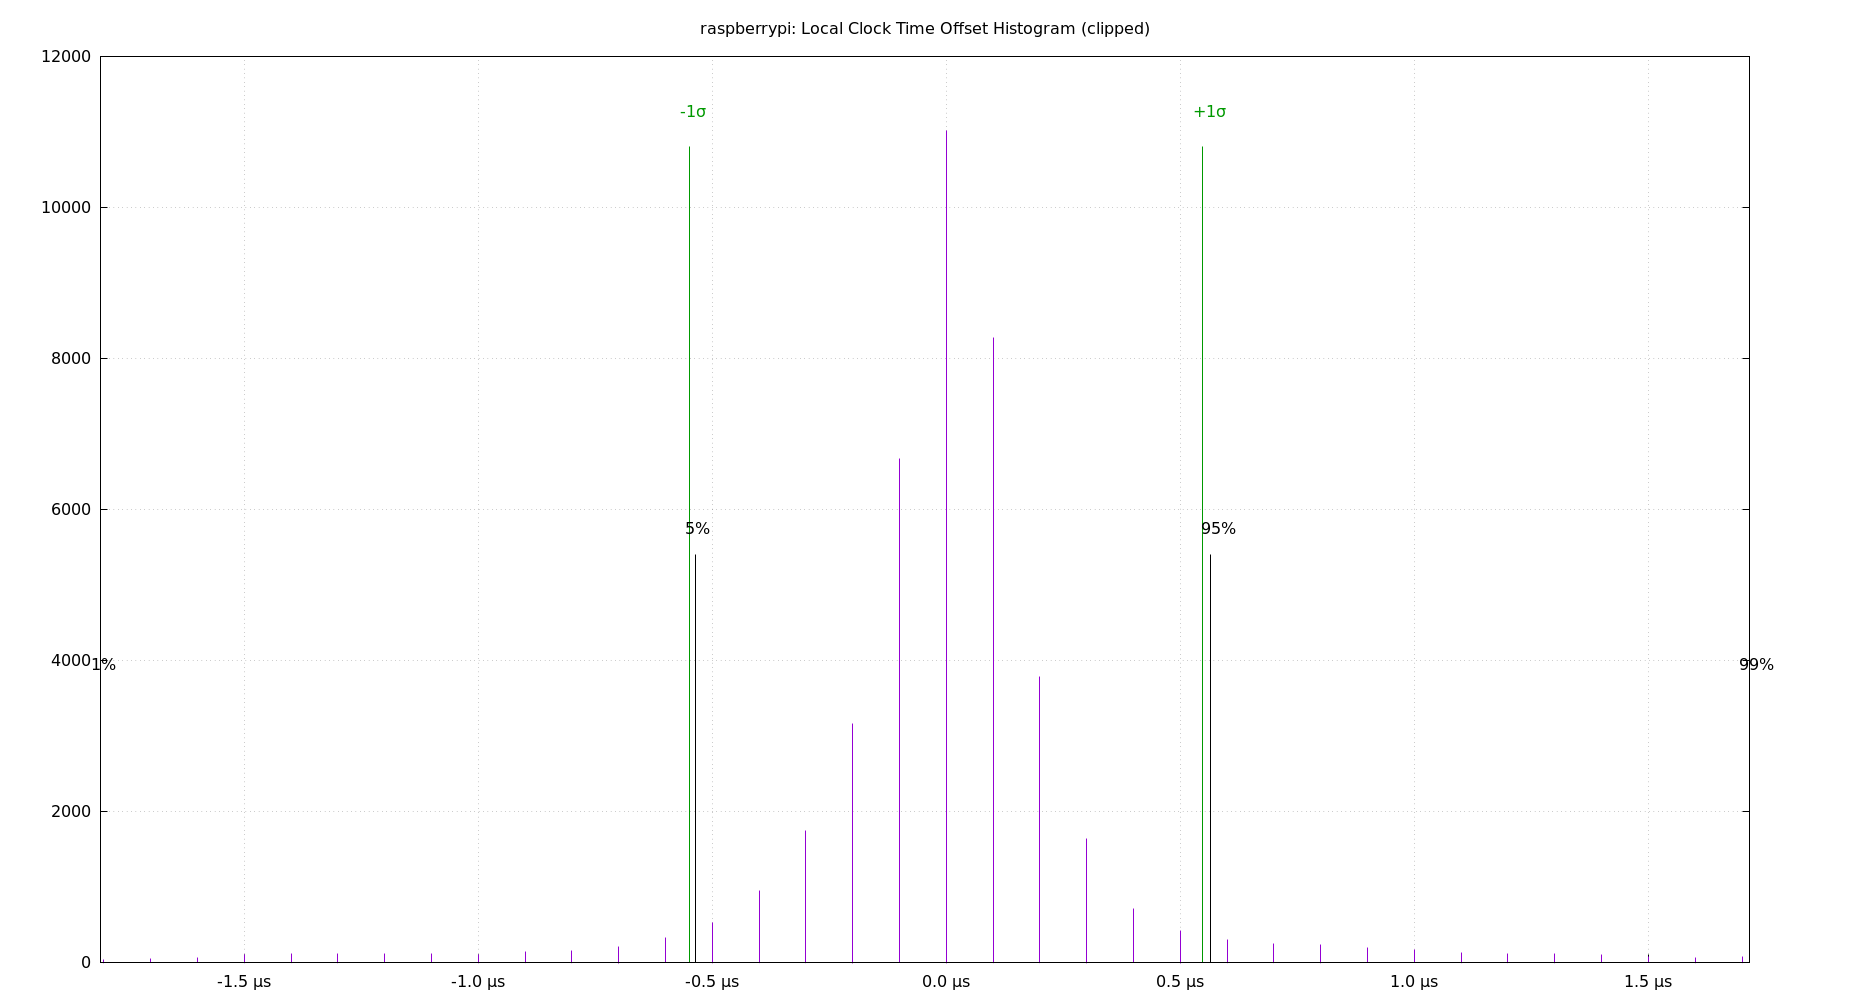 raspberrypi: Local Clock Time Offset Histogram (clipped)
12000
-1σ
+1σ
10000
8000
6000
5%
95%
4000
1%
99%
2000
0
-1.5 μs
-1.0 μs
-0.5 μs
0.0 μs
0.5 μs
1.0 μs
1.5 μs